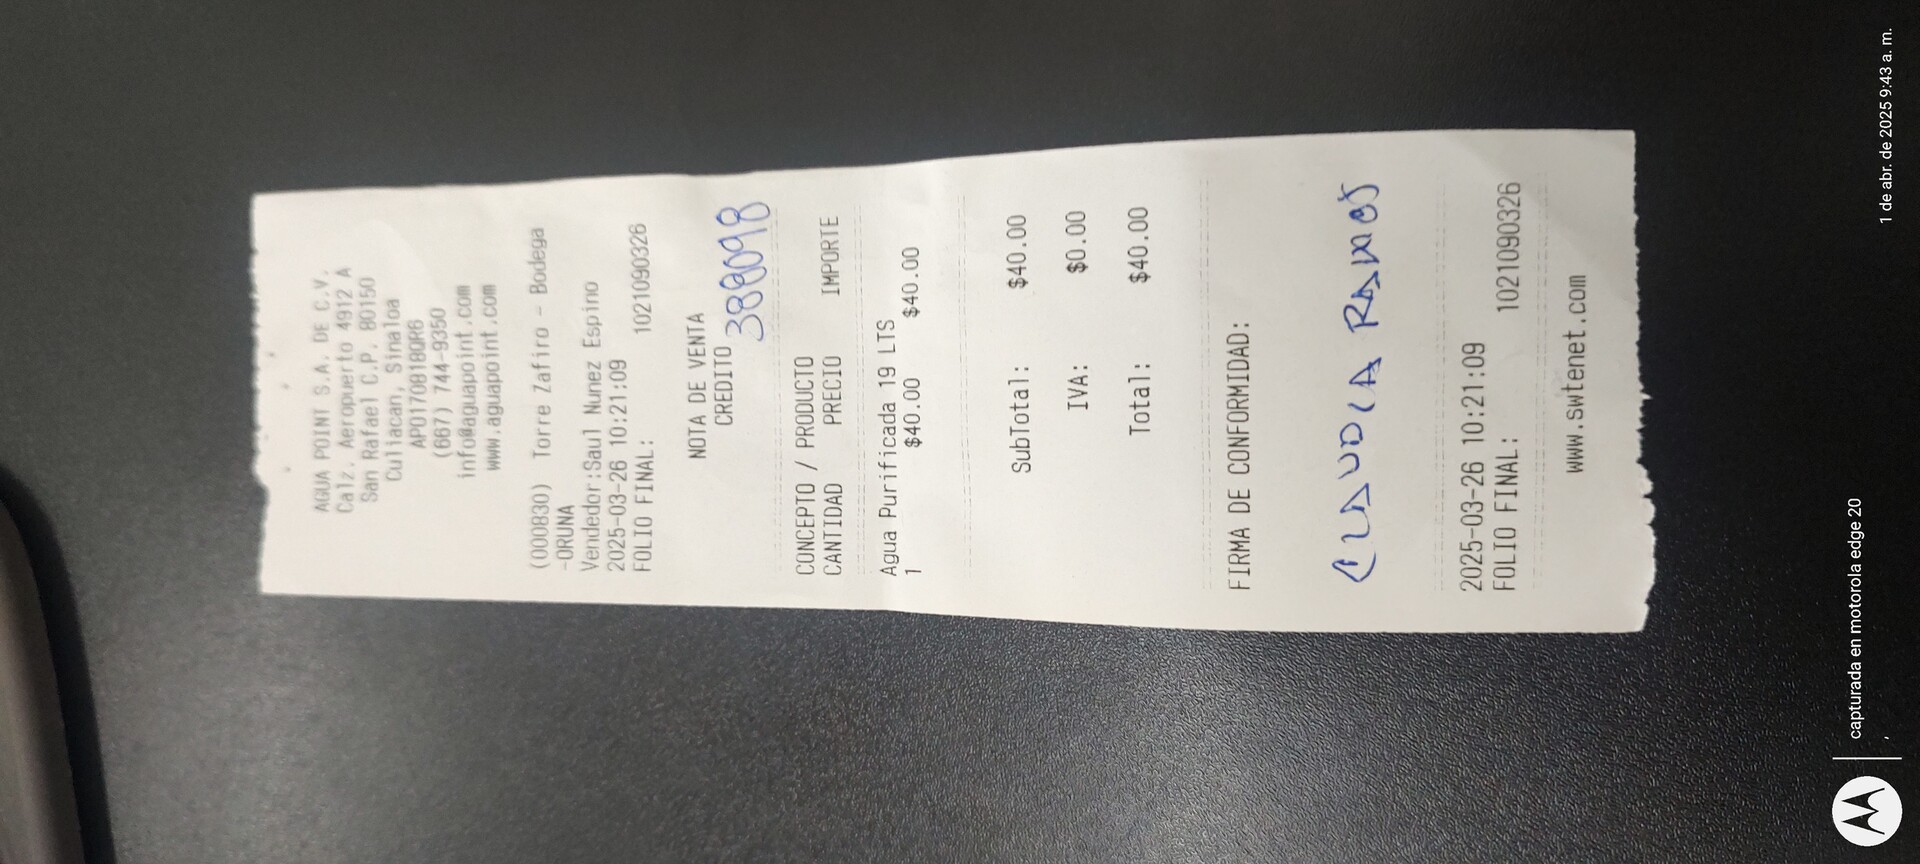 AGUA POINT S.A. DE C.V.
Calz. Aeropuerto 4912 A
San Rafael C.P. 80150
Culiacan, Sinaloa
APO170818QR6
(667) 744-9350
info@aguapoint.com
www.aguapoint.com
(000830) Torre Zafiro - Bodega
-ORUNA
Vendedor:Saul Nunez Espino
2025-03-26 10:21:09
FOLIO FINAL: 1021090326
NOTA DE VENTA
CREDITO
388098
CONCEPTO / PRODUCTO
CANTIDAD PRECIO IMPORTE
Agua Purificada 19 LTS
1 $40.00 $40.00
SubTotal: $40.00
IVA: $0.00
Total: $40.00
FIRMA DE CONFORMIDAD:
CLAUDIA RAMOS
2025-03-26 10:21:09
FOLIO FINAL: 1021090326
www.swtenet.com
capturada en motorola edge 20
1 de abr. de 2025 9:43 a. m.